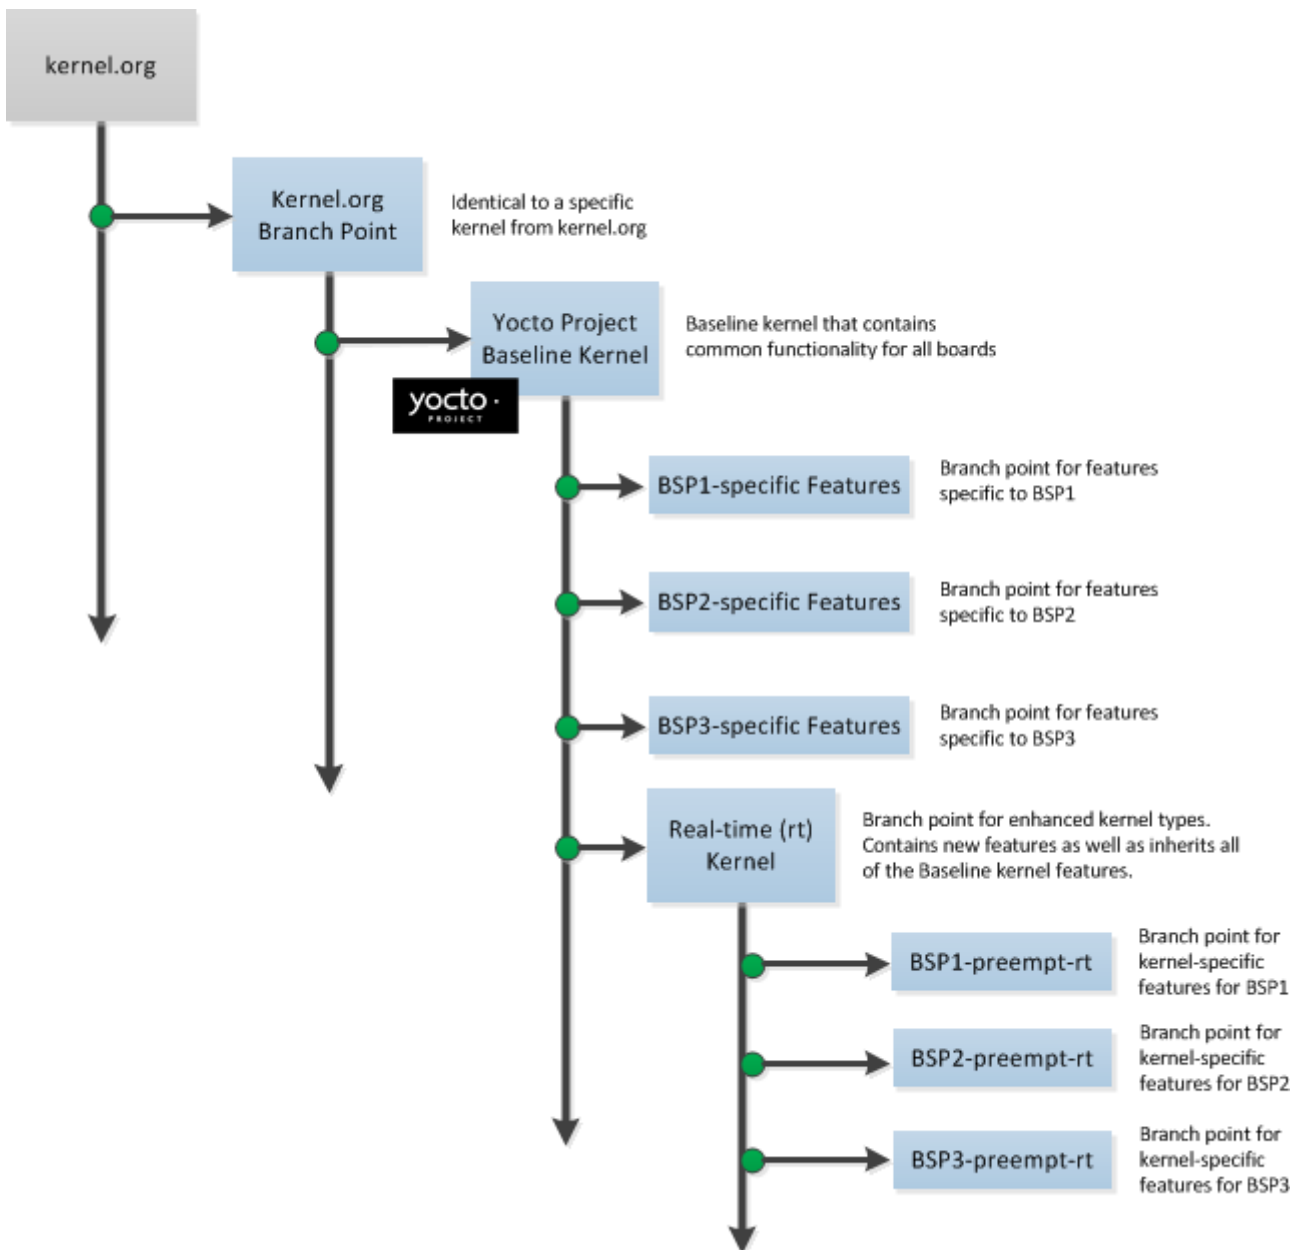 kernel.org
Kernel.org
Branch Point
Identical to a specific
kernel from kernel.org
Yocto Project
Baseline Kernel
Baseline kernel that contains
common functionality for all boards
yocto ·
PROJECT
BSP1-specific Features
Branch point for features
specific to BSP1
BSP2-specific Features
Branch point for features
specific to BSP2
BSP3-specific Features
Branch point for features
specific to BSP3
Real-time (rt)
Kernel
Branch point for enhanced kernel types.
Contains new features as well as inherits all
of the Baseline kernel features.
BSP1-preempt-rt
Branch point for
kernel-specific
features for BSP1
BSP2-preempt-rt
Branch point for
kernel-specific
features for BSP2
BSP3-preempt-rt
Branch point for
kernel-specific
features for BSP3